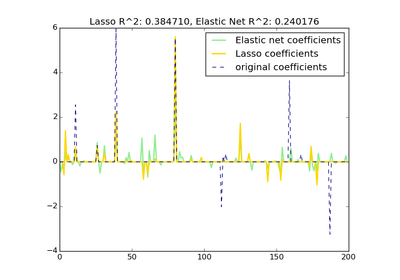 Lasso R^2: 0.384710, Elastic Net R^2: 0.240176
6
Elastic net coefficients
Lasso coefficients
original coefficients
4
2
0
−2
−4
0
50
100
150
200